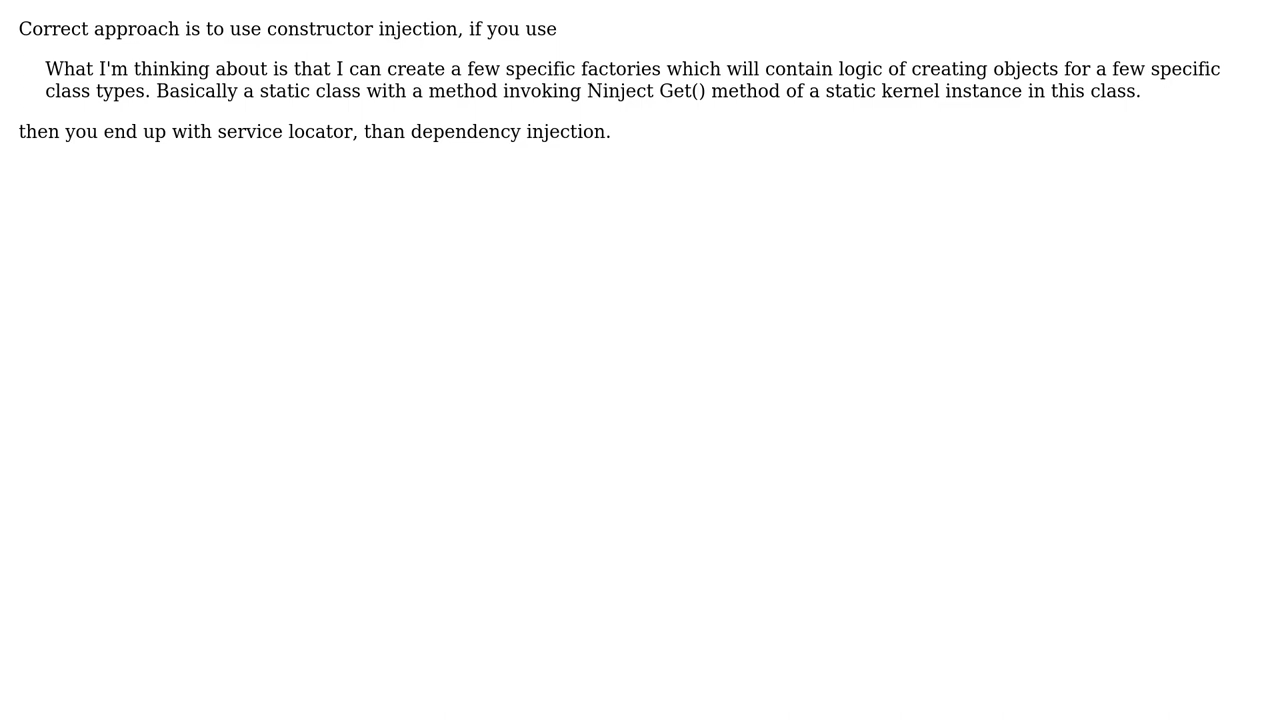 Correct approach is to use constructor injection, if you use
What I'm thinking about is that I can create a few specific factories which will contain logic of creating objects for a few specific
class types. Basically a static class with a method invoking Ninject Get() method of a static kernel instance in this class.
then you end up with service locator, than dependency injection.